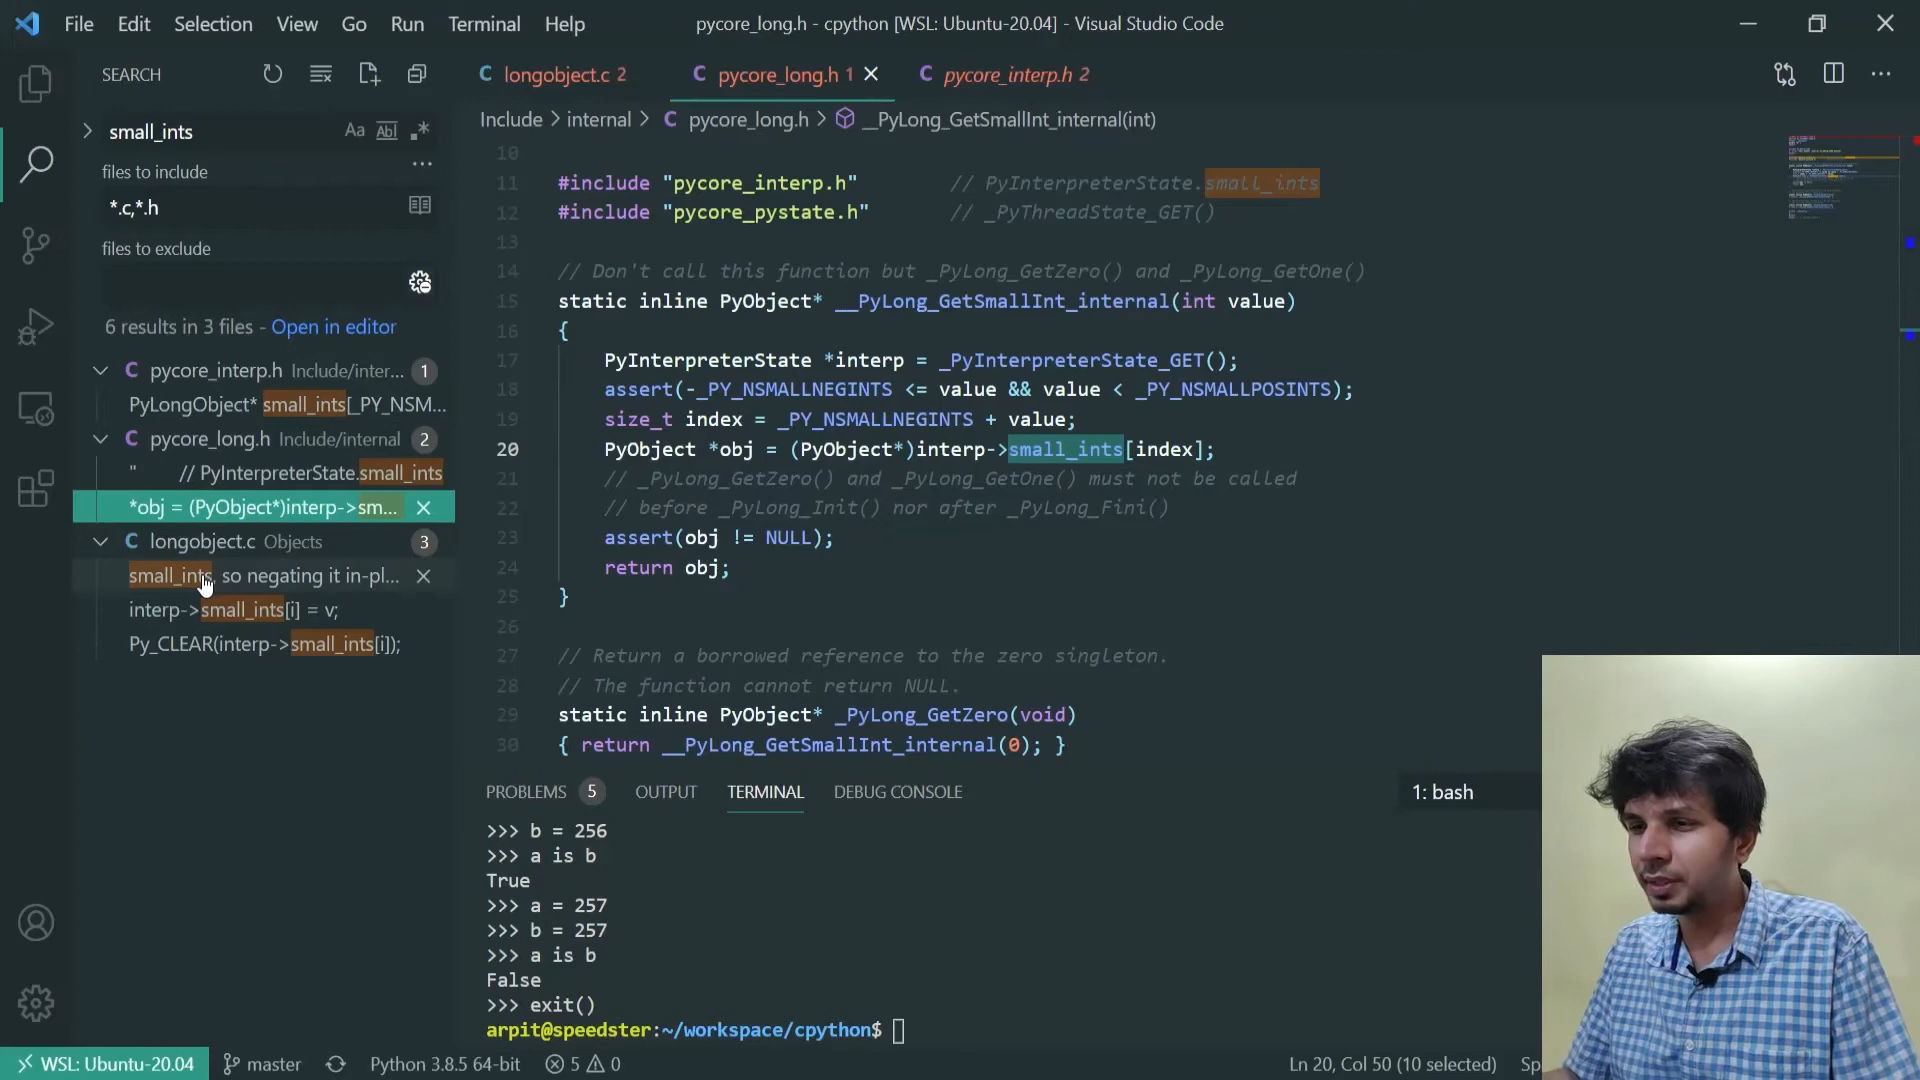 File Edit Selection View Go Run Terminal Help pycore_long.h - cpython [WSL: Ubuntu-20.04] - Visual Studio Code
SEARCH
longobject.c 2 pycore_long.h 1 pycore_interp.h 2
Include > internal > C pycore_long.h > __PyLong_GetSmallInt_internal(int)
small_ints
files to include
*.c,*.h
files to exclude
6 results in 3 files - Open in editor
pycore_interp.h Include/inter... 1
PyLongObject* small_ints[_PY_NSM...
pycore_long.h Include/internal 2
" // PyInterpreterState.small_ints
*obj = (PyObject*)interp->sm...
longobject.c Objects 3
small_ints, so negating it in-pl...
interp->small_ints[i] = v;
Py_CLEAR(interp->small_ints[i]);
10
11 #include "pycore_interp.h" // PyInterpreterState.small_ints
12 #include "pycore_pystate.h" // _PyThreadState_GET()
13
14 // Don't call this function but _PyLong_GetZero() and _PyLong_GetOne()
15 static inline PyObject* __PyLong_GetSmallInt_internal(int value)
16 {
17 PyInterpreterState *interp = _PyInterpreterState_GET();
18 assert(-_PY_NSMALLNEGINTS <= value && value < _PY_NSMALLPOSINTS);
19 size_t index = _PY_NSMALLNEGINTS + value;
20 PyObject *obj = (PyObject*)interp->small_ints[index];
21 // _PyLong_GetZero() and _PyLong_GetOne() must not be called
22 // before _PyLong_Init() nor after _PyLong_Fini()
23 assert(obj != NULL);
24 return obj;
25 }
26
27 // Return a borrowed reference to the zero singleton.
28 // The function cannot return NULL.
29 static inline PyObject* _PyLong_GetZero(void)
30 { return __PyLong_GetSmallInt_internal(0); }
PROBLEMS 5 OUTPUT TERMINAL DEBUG CONSOLE 1: bash
>>> b = 256
>>> a is b
True
>>> a = 257
>>> b = 257
>>> a is b
False
>>> exit()
arpit@speedster:~/workspace/cpython$
WSL: Ubuntu-20.04 master Python 3.8.5 64-bit 5 0 Ln 20, Col 50 (10 selected) Sp